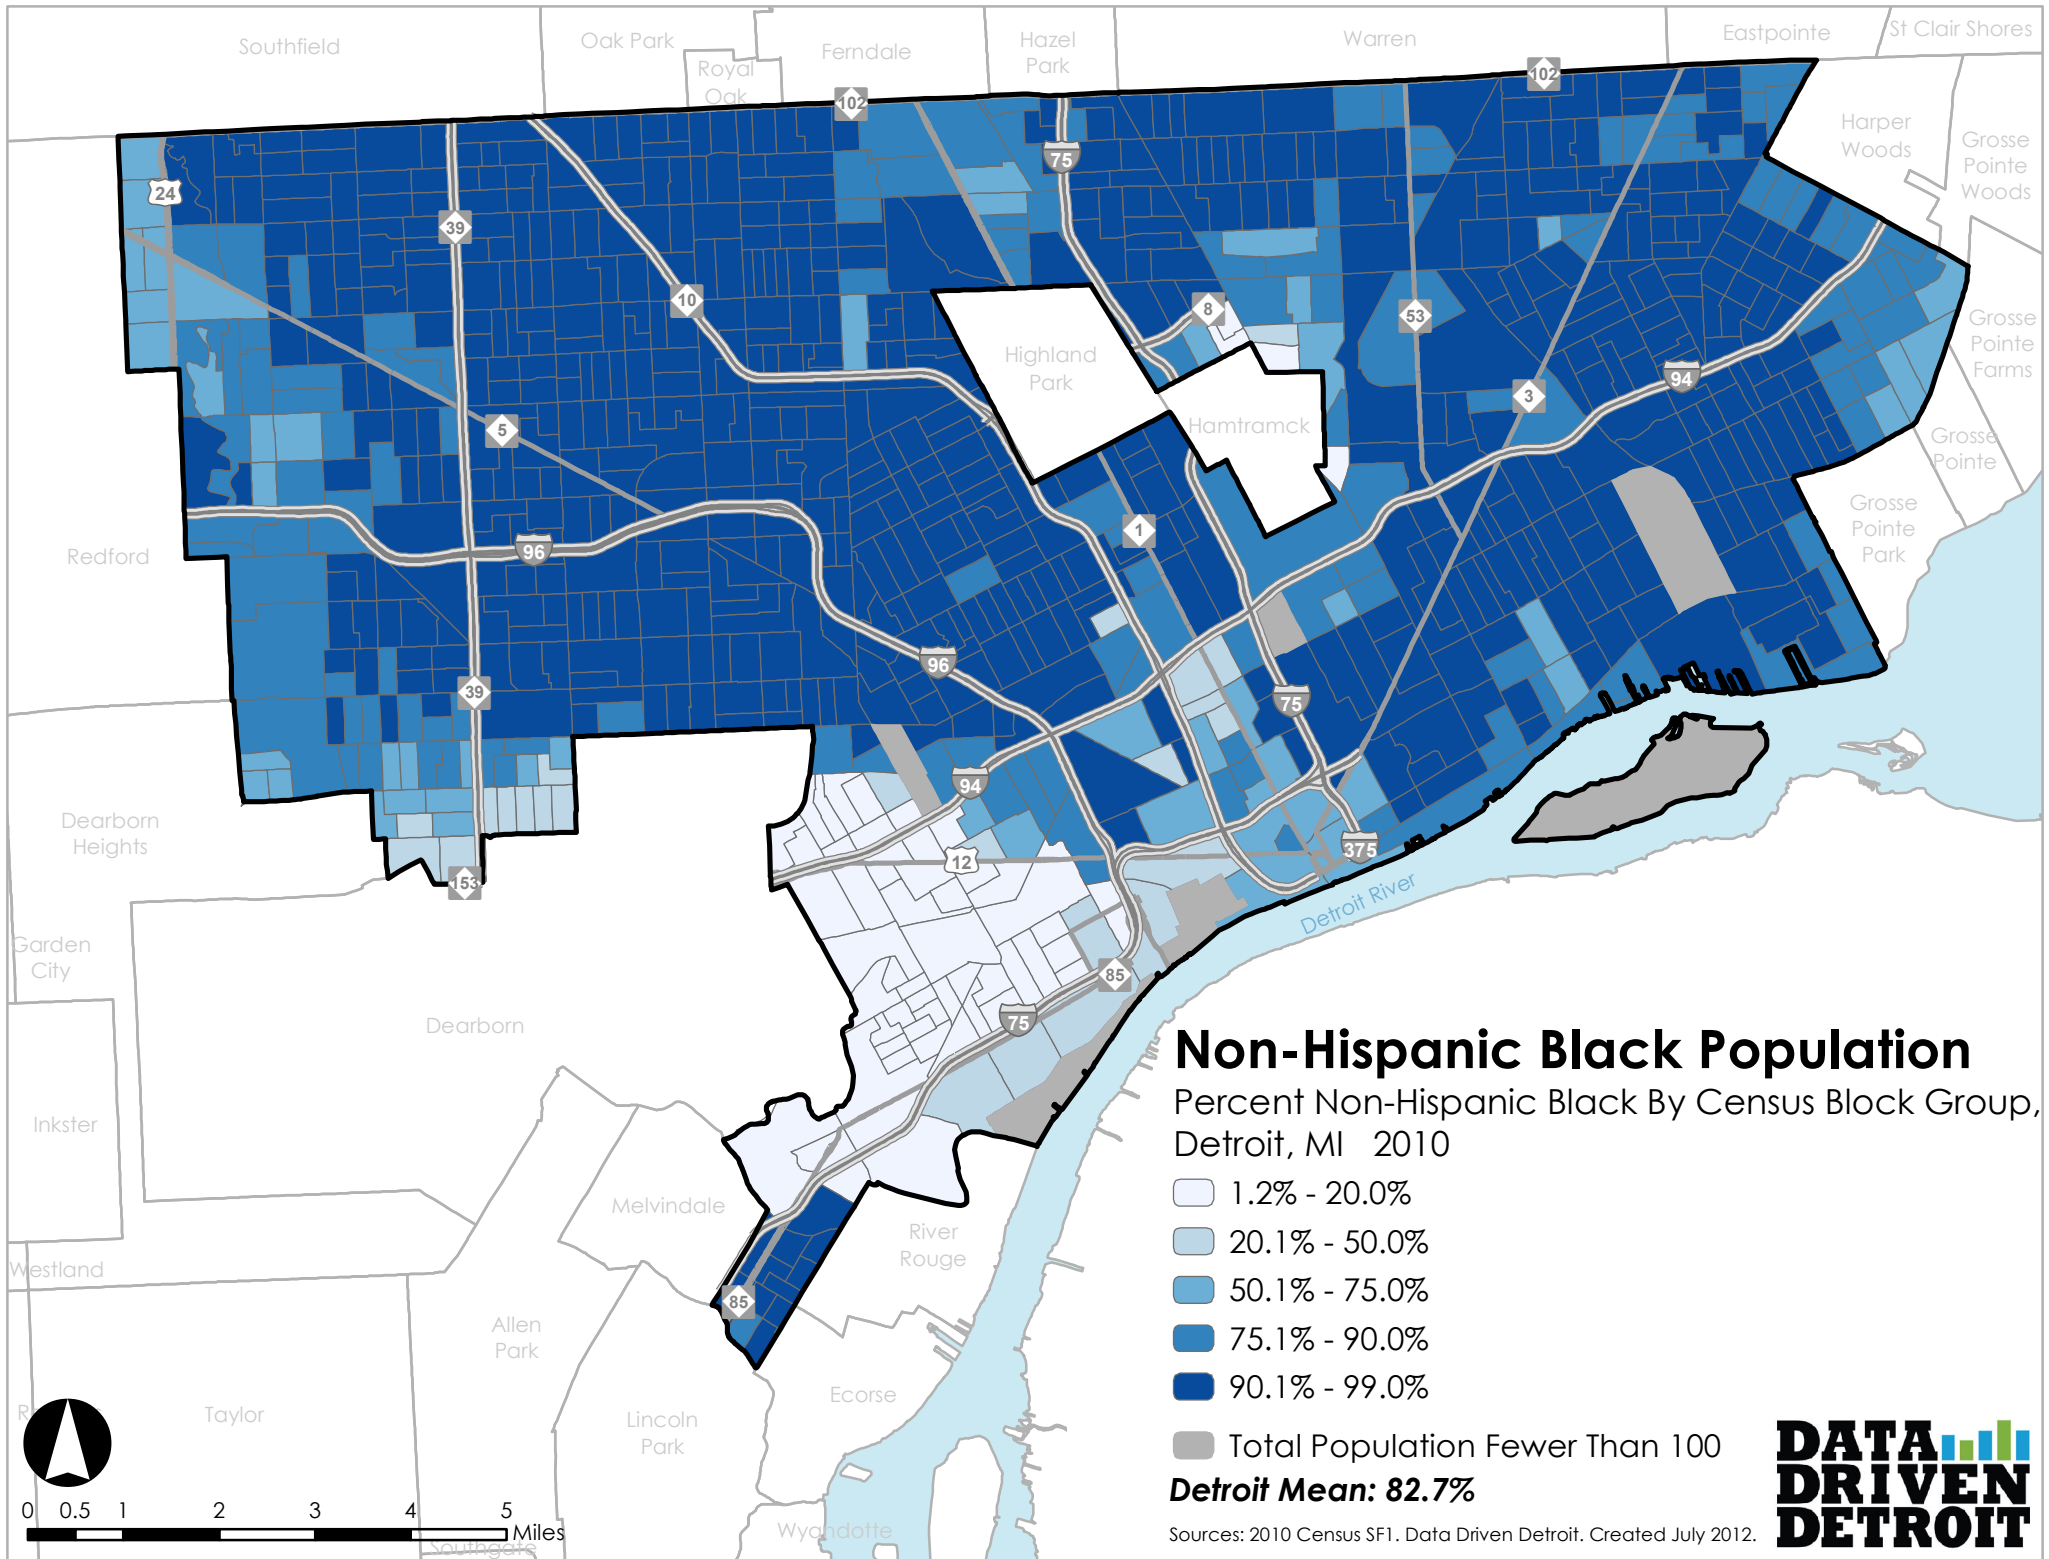 Southfield
Oak Park
Royal
Oak
Ferndale
Hazel
Park
Warren
Eastpointe
St Clair Shores
102
102
Harper
Woods
Grosse
Pointe
Woods
75
24
39
10
8
53
Grosse
Pointe
Farms
Highland
Park
94
3
5
Hamtramck
Grosse
Pointe
Grosse
Pointe
Park
1
96
Redford
96
39
75
94
Dearborn
Heights
12
375
153
Detroit River
Garden
City
85
75
Dearborn
Inkster
Melvindale
River
Rouge
Westland
85
Allen
Park
Ecorse
Taylor
Lincoln
Park
Wyandotte
Southgate
Non-Hispanic Black Population
Percent Non-Hispanic Black By Census Block Group,
Detroit, MI 2010
1.2% - 20.0%
20.1% - 50.0%
50.1% - 75.0%
75.1% - 90.0%
90.1% - 99.0%
Total Population Fewer Than 100
Detroit Mean: 82.7%
Sources: 2010 Census SF1. Data Driven Detroit. Created July 2012.
DATA
DRIVEN
DETROIT
0 0.5 1 2 3 4 5
Miles